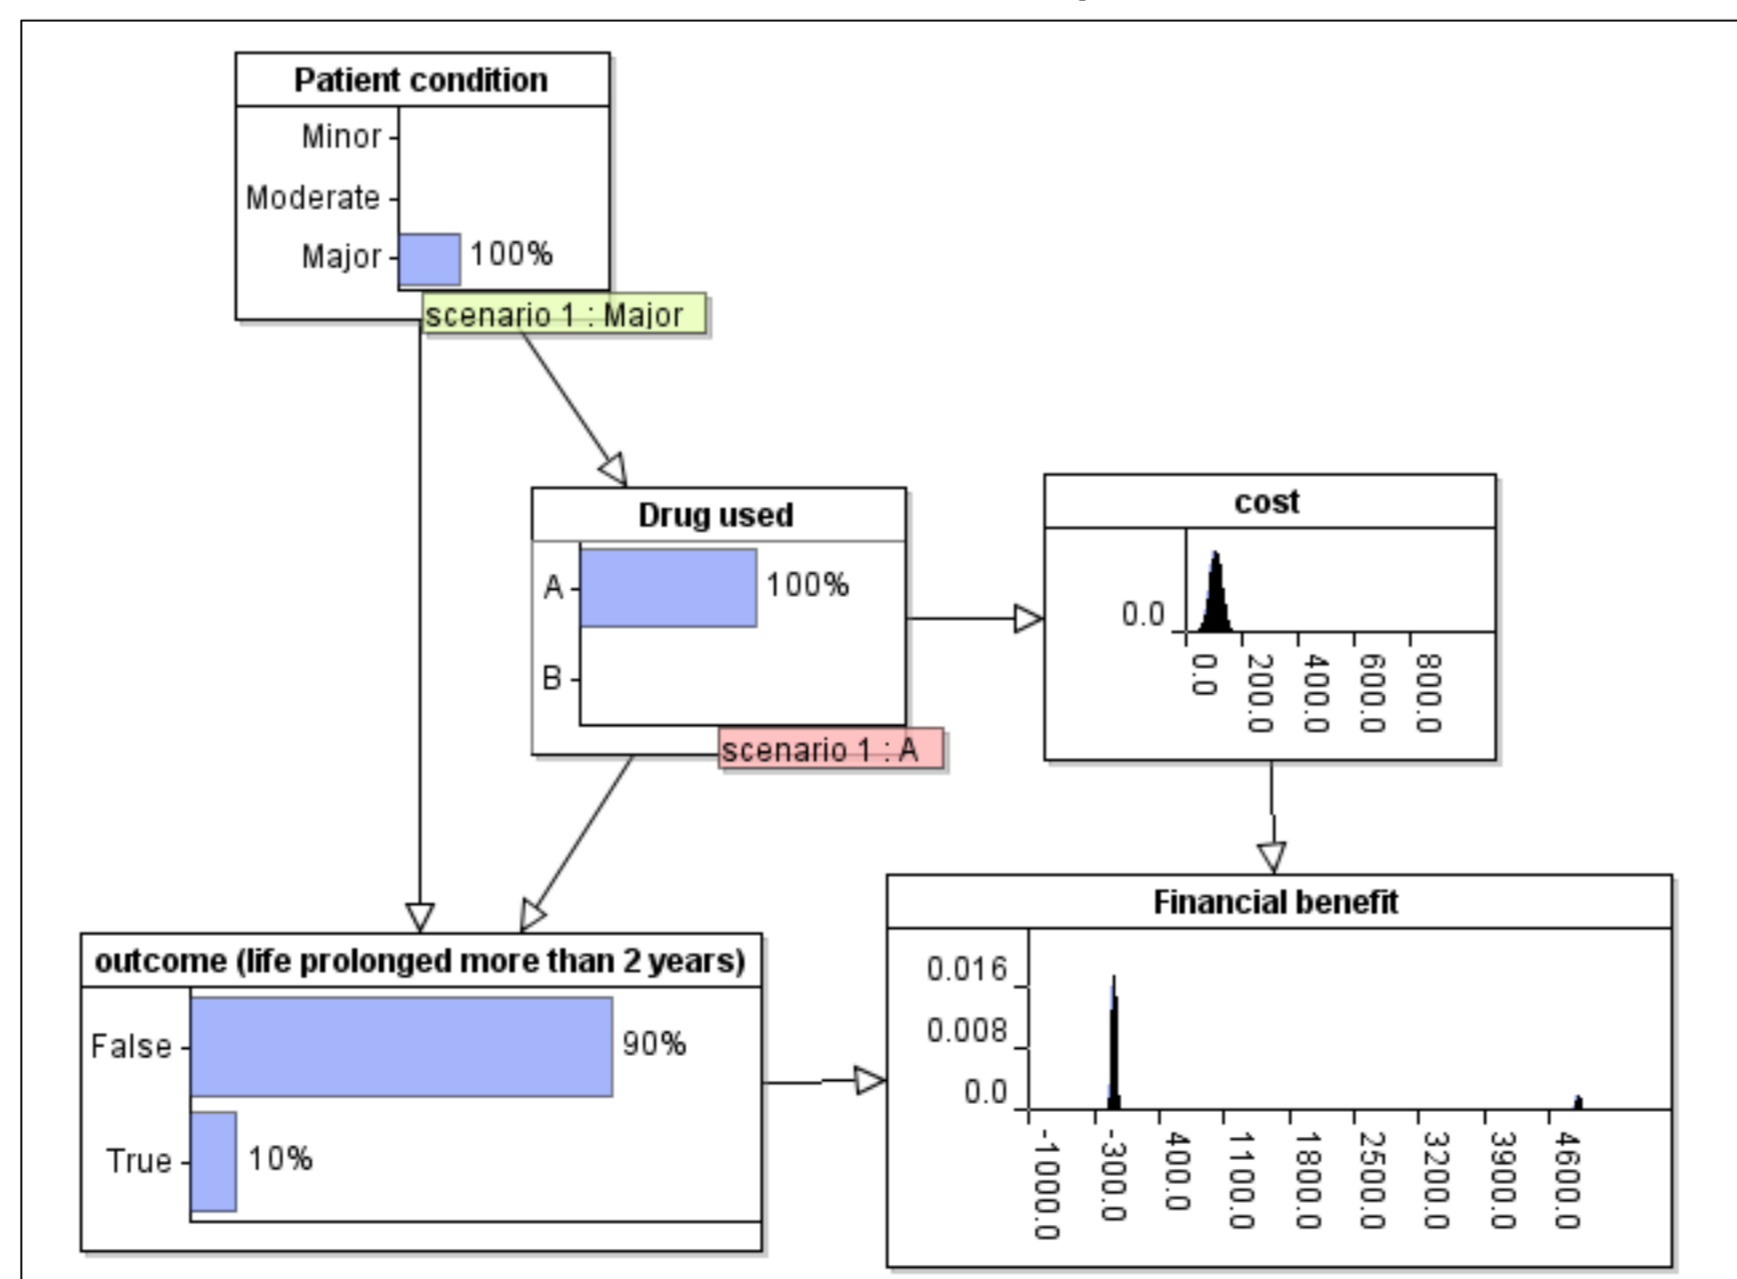 Patient condition
Minor
Moderate
Major
100%
scenario 1 : Major
Drug used
A
100%
B
scenario 1 : A
cost
0.0
0.0
200.0
400.0
600.0
800.0
outcome (life prolonged more than 2 years)
False
90%
True
10%
Financial benefit
0.016
0.008
0.0
-1000.0
-300.0
400.0
1100.0
1800.0
2500.0
3200.0
3900.0
4600.0